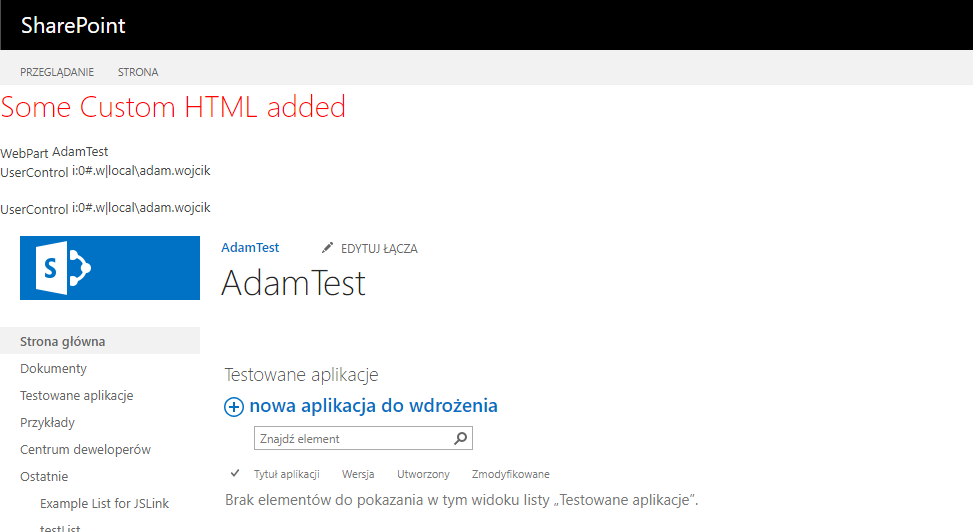 SharePoint
PRZEGLĄDANIE STRONA
Some Custom HTML added
WebPart AdamTest
UserControl i:0#.w|local\adam.wojcik
UserControl i:0#.w|local\adam.wojcik
S
AdamTest EDYTUJ ŁĄCZA
AdamTest
Strona główna
Dokumenty
Testowane aplikacje
Przykłady
Centrum deweloperów
Ostatnie
Example List for JSLink
testList
Testowane aplikacje
nowa aplikacja do wdrożenia
Znajdź element
Tytuł aplikacji Wersja Utworzony Zmodyfikowane
Brak elementów do pokazania w tym widoku listy „Testowane aplikacje”.